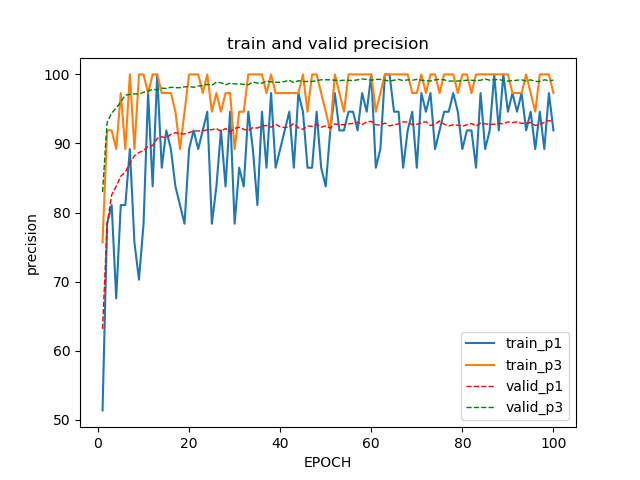 train and valid precision
100
90
80
70
60
50
precision
0
20
40
60
80
100
EPOCH
train_p1
train_p3
valid_p1
valid_p3